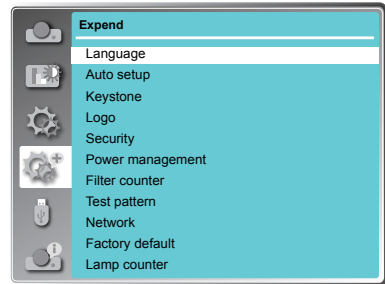 Expend
Language
Auto setup
Keystone
Logo
Security
Power management
Filter counter
Test pattern
Network
Factory default
Lamp counter